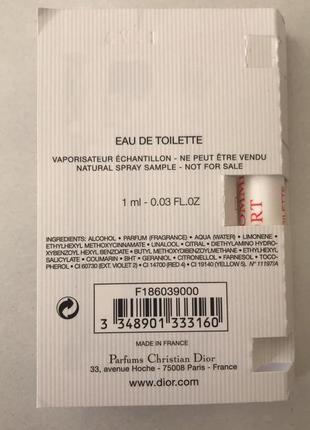 EAU DE TOILETTE
VAPORISATEUR ÉCHANTILLON - NE PEUT ÊTRE VENDU
NATURAL SPRAY SAMPLE - NOT FOR SALE
1 ml - 0.03 FL.OZ
INGREDIENTS: ALCOHOL • PARFUM (FRAGRANCE) • AQUA (WATER) • LIMONENE •
ETHYLHEXYL METHOXYCINNAMATE • LINALOOL • CITRAL • DIETHYLAMINO HYDRO-
XYBENZOYL HEXYL BENZOATE • BUTYL METHOXYDIBENZOYLMETHANE • ETHYLHEXYL
SALICYLATE • COUMARIN • BHT • GERANIOL • CITRONELLOL • FARNESOL • TOCO-
PHEROL • CI 60730 (EXT. VIOLET 2) • CI 14700 (RED 4) • CI 19140 (YELLOW 5). N° 11197/A
F186039000
3 348901 333160
MADE IN FRANCE
Parfums Christian Dior
33, avenue Hoche - 75008 Paris - France
www.dior.com
OMM
RT
TOILETTE